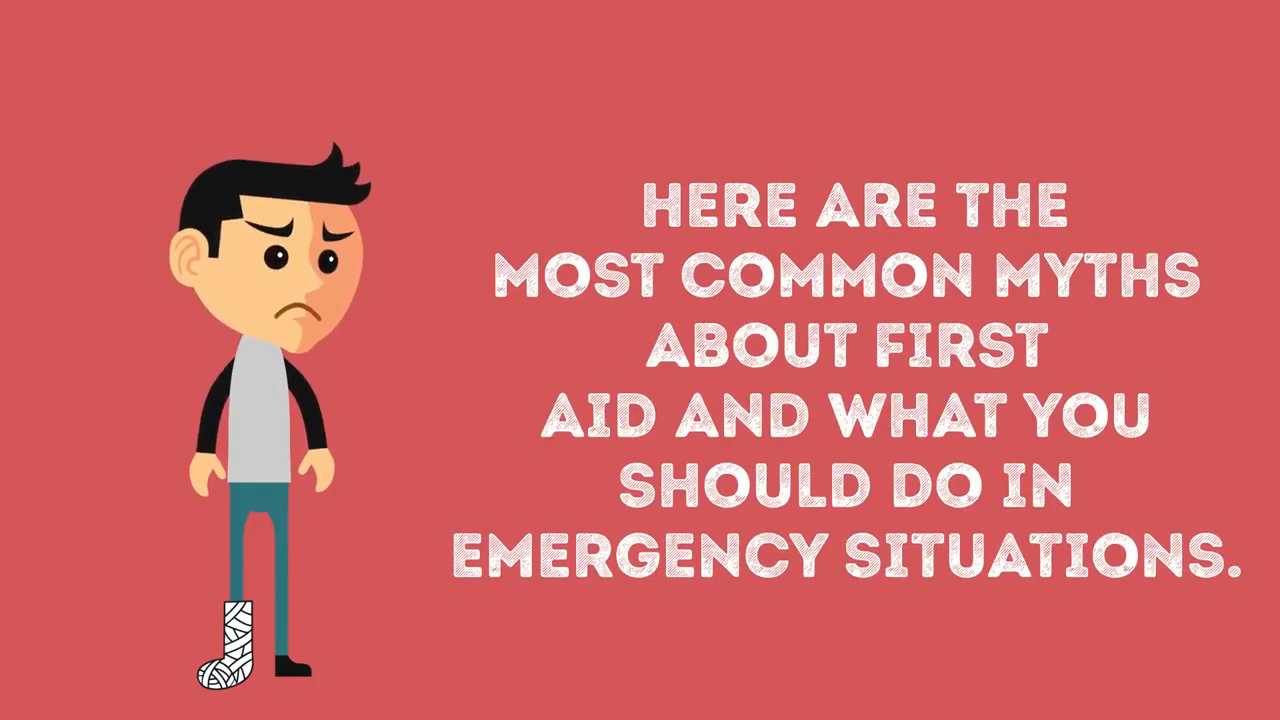 HERE ARE THE
MOST COMMON MYTHS
ABOUT FIRST
AID AND WHAT YOU
SHOULD DO IN
EMERGENCY SITUATIONS.